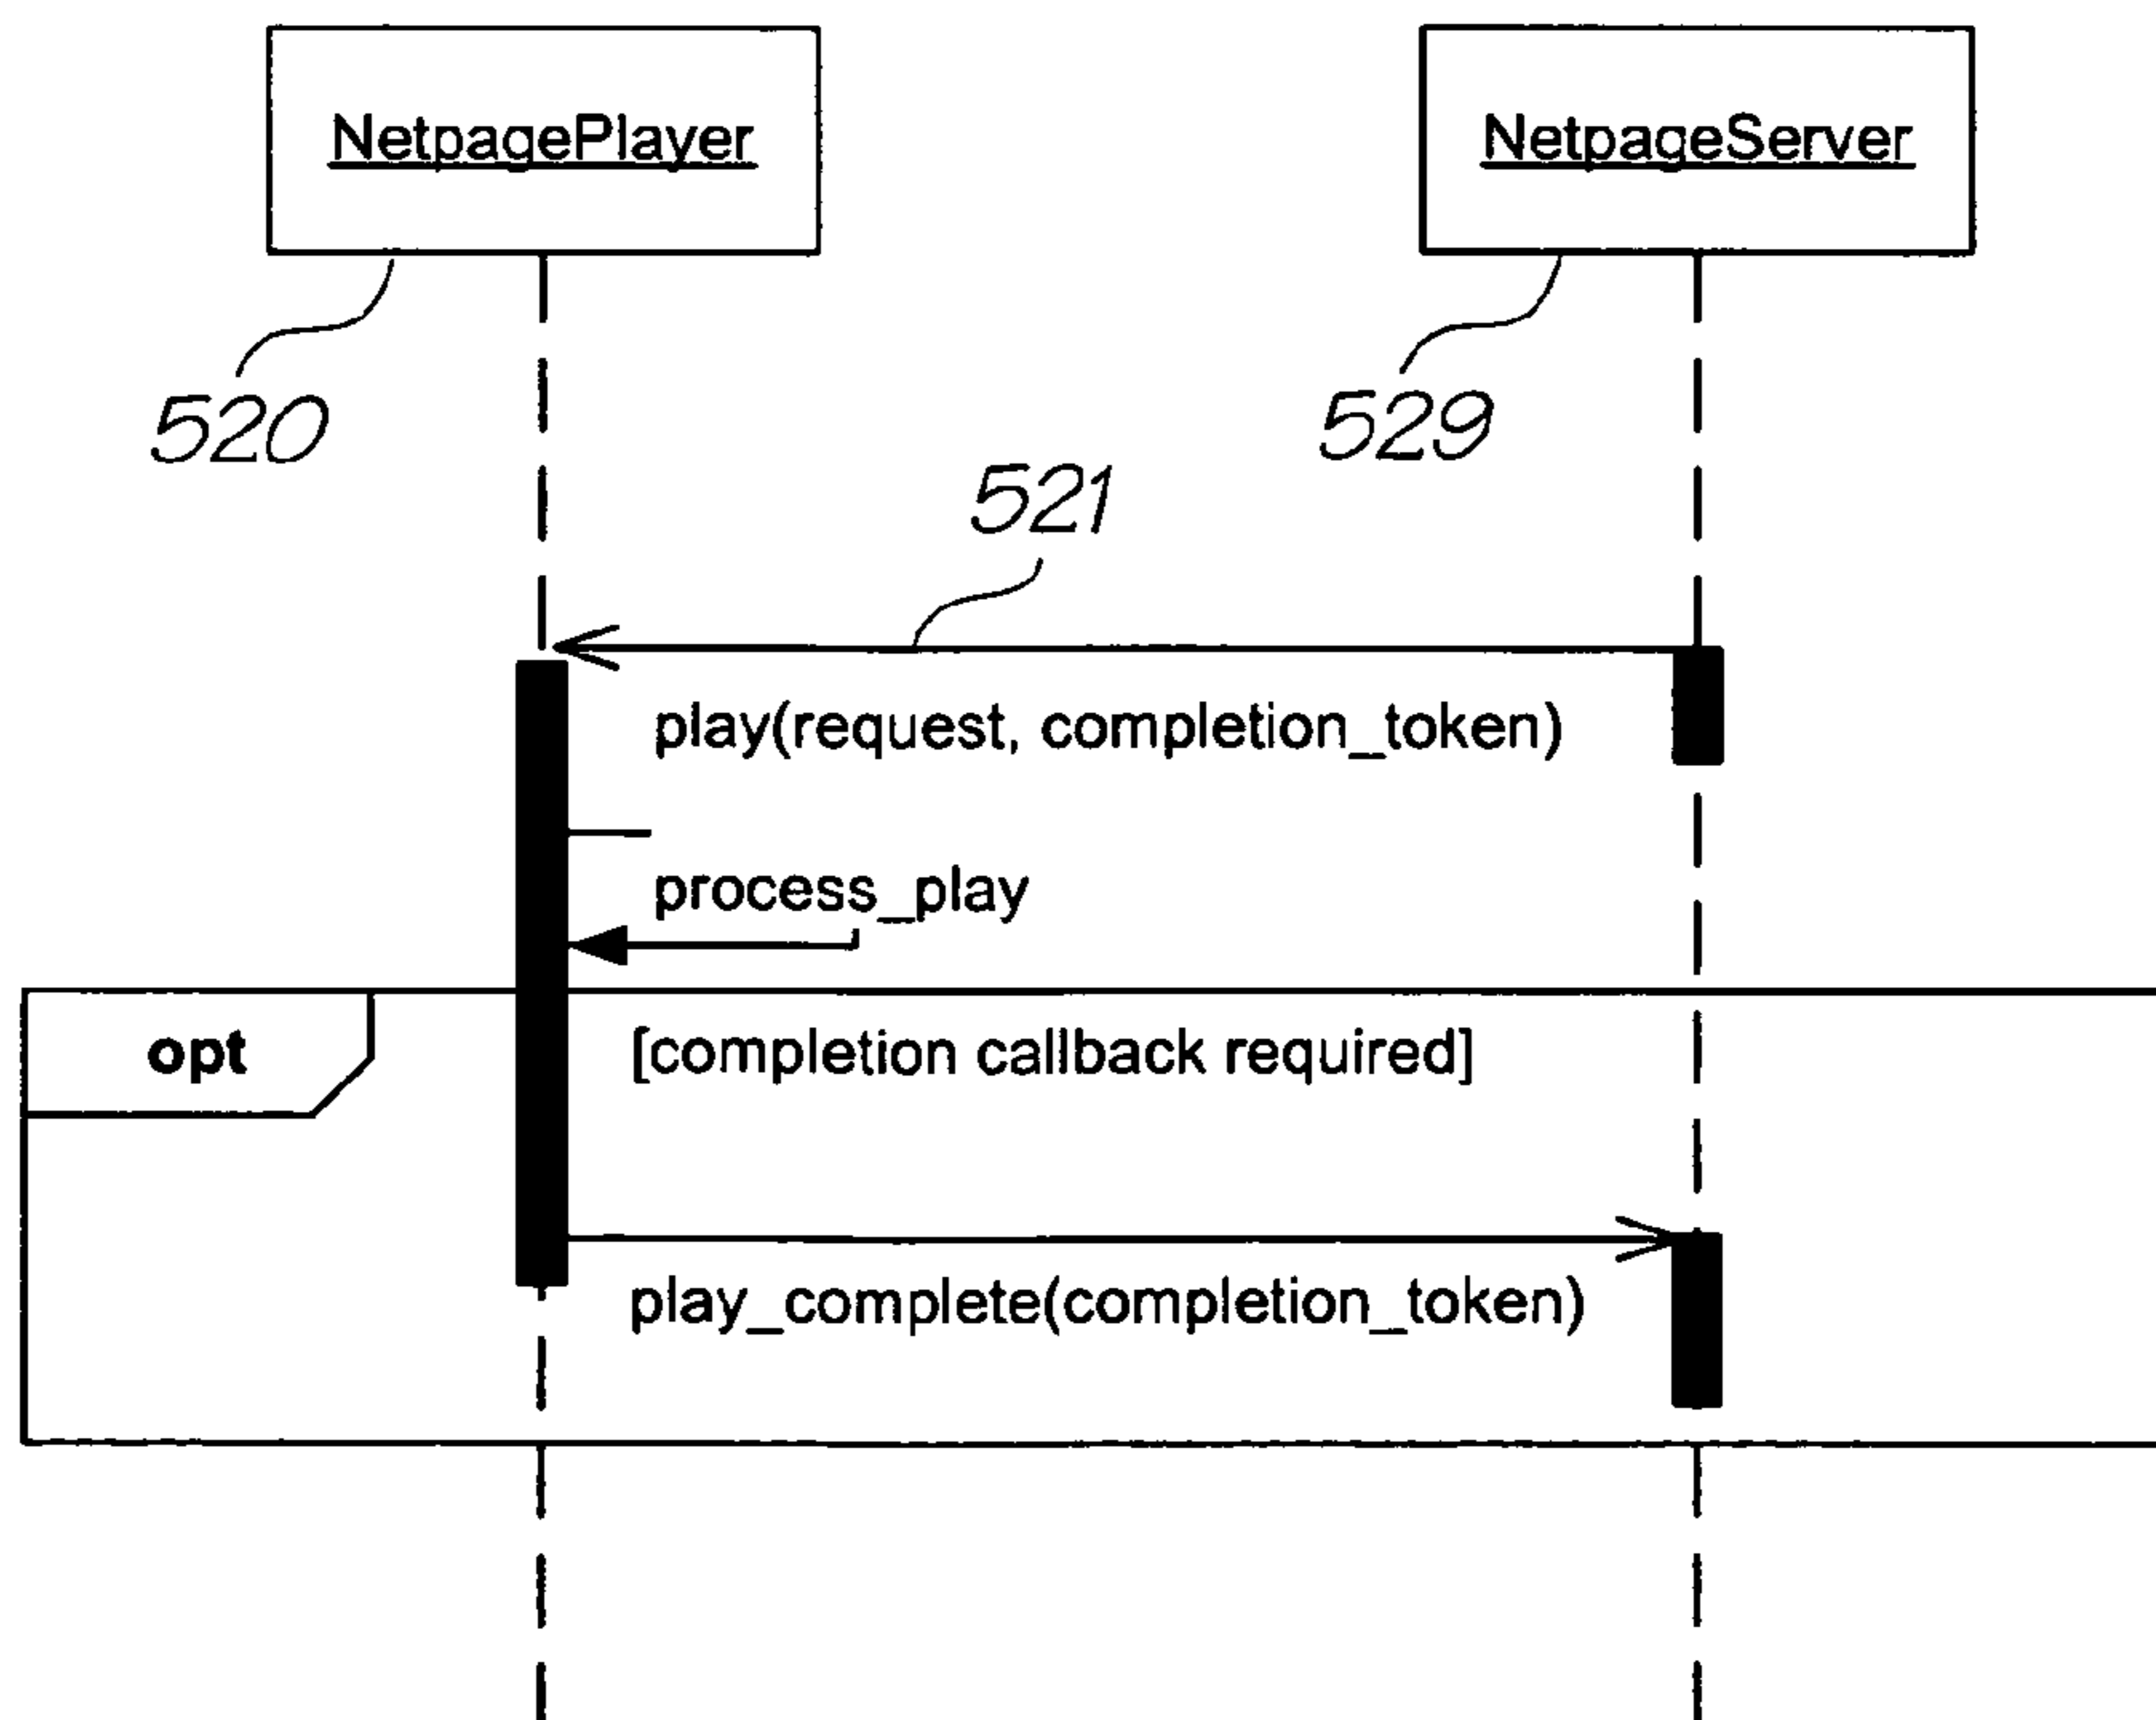 NetpagePlayer
NetpageServer
520
529
521
play(request, completion_token)
process_play
opt
[completion callback required]
play_complete(completion_token)